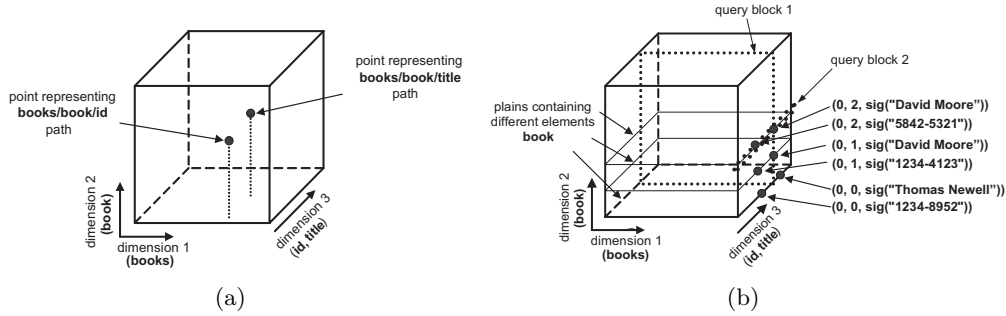 point representing
books/book/id
path
point representing
books/book/title
path
dimension 2
(book)
dimension 1
(books)
dimension 3
(id, title)
(a)
query block 1
query block 2
plains containing
different elements
book
(0, 2, sig("David Moore"))
(0, 2, sig("5842-5321"))
(0, 1, sig("David Moore"))
(0, 1, sig("1234-4123"))
(0, 0, sig("Thomas Newell"))
(0, 0, sig("1234-8952"))
dimension 2
(book)
dimension 1
(books)
dimension 3
(id, title)
(b)